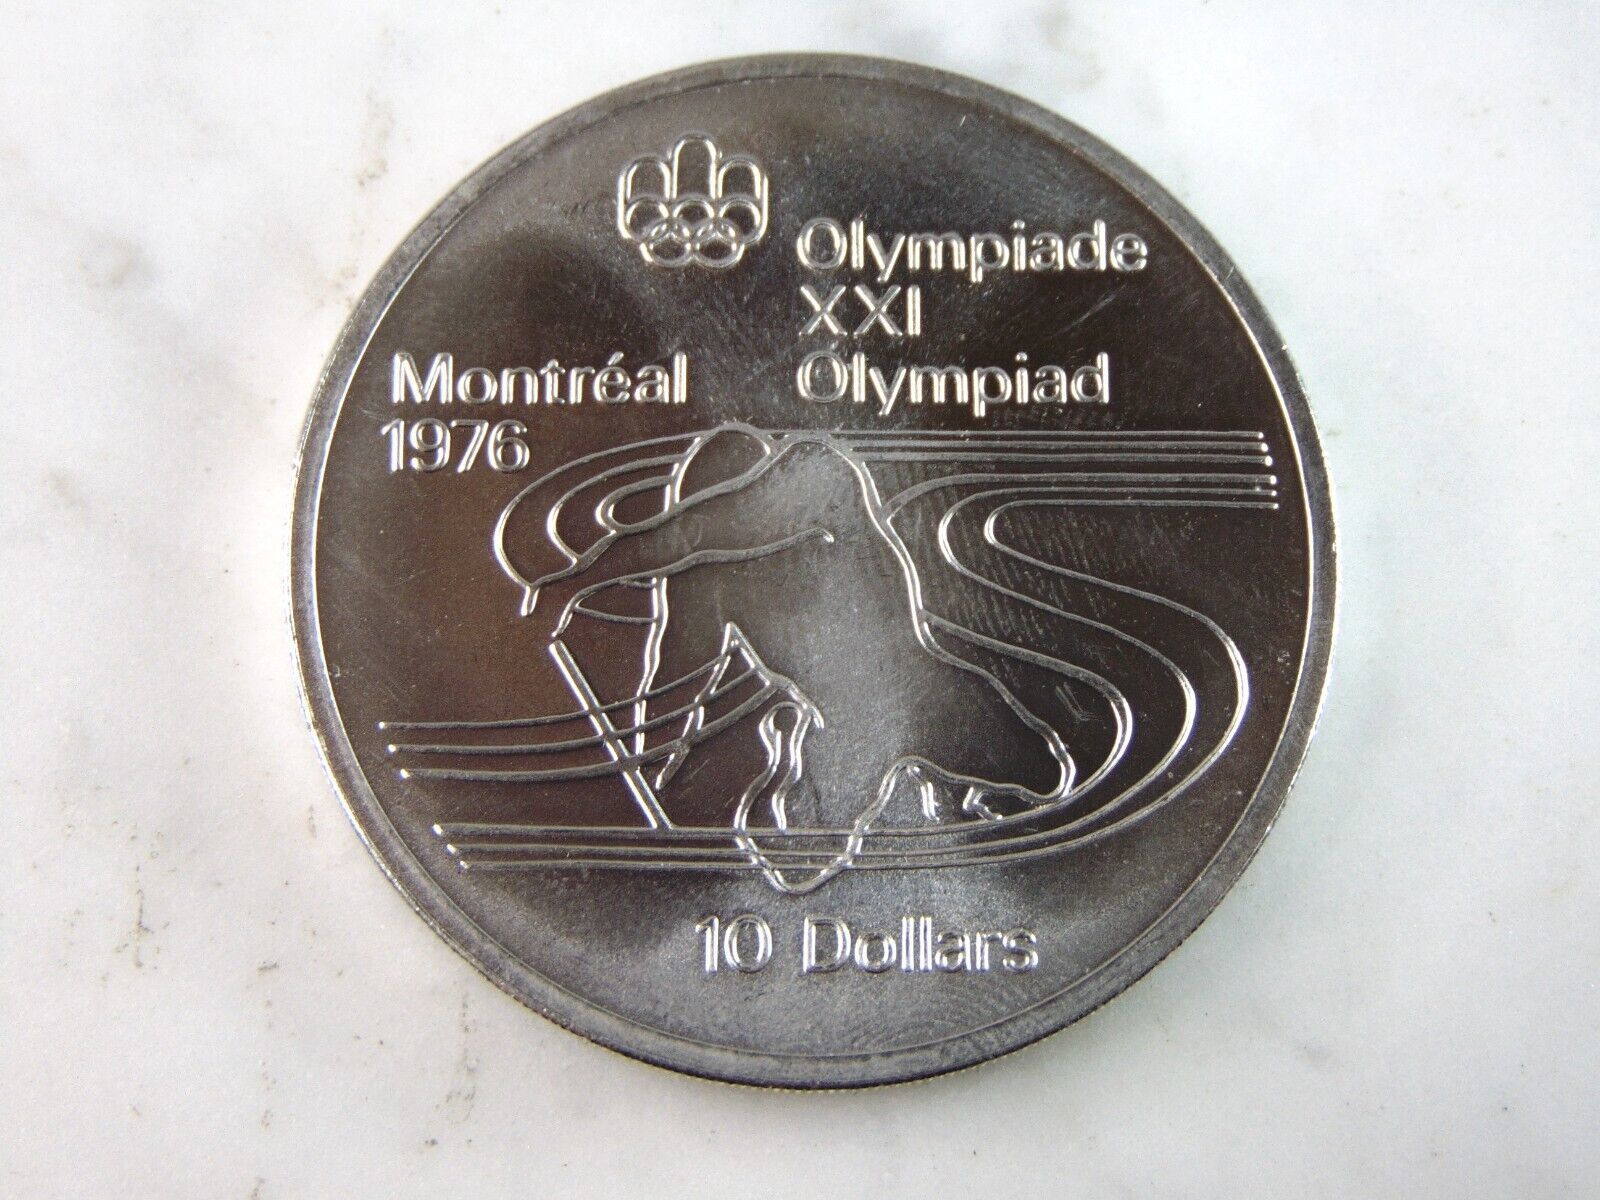 Olympiade
XXI
Olympiad
Montréal
1976
10 Dollars